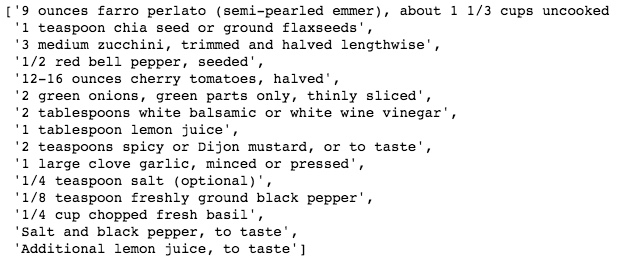 ['9 ounces farro perlato (semi-pearled emmer), about 1 1/3 cups uncooked
'1 teaspoon chia seed or ground flaxseeds',
'3 medium zucchini, trimmed and halved lengthwise',
'1/2 red bell pepper, seeded',
'12–16 ounces cherry tomatoes, halved',
'2 green onions, green parts only, thinly sliced',
'2 tablespoons white balsamic or white wine vinegar',
'1 tablespoon lemon juice',
'2 teaspoons spicy or Dijon mustard, or to taste',
'1 large clove garlic, minced or pressed',
'1/4 teaspoon salt (optional)',
'1/8 teaspoon freshly ground black pepper',
'1/4 cup chopped fresh basil',
'Salt and black pepper, to taste',
'Additional lemon juice, to taste']